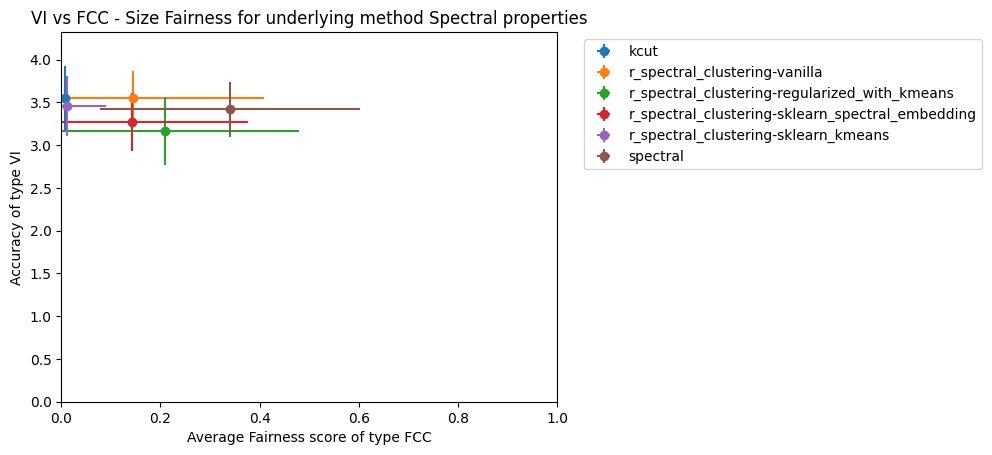 VI vs FCC - Size Fairness for underlying method Spectral properties
4.0
3.5
3.0
2.5
2.0
1.5
1.0
0.5
0.0
Accuracy of type VI
0.0 0.2 0.4 0.6 0.8 1.0
Average Fairness score of type FCC
kcut
r_spectral_clustering-vanilla
r_spectral_clustering-regularized_with_kmeans
r_spectral_clustering-sklearn_spectral_embedding
r_spectral_clustering-sklearn_kmeans
spectral